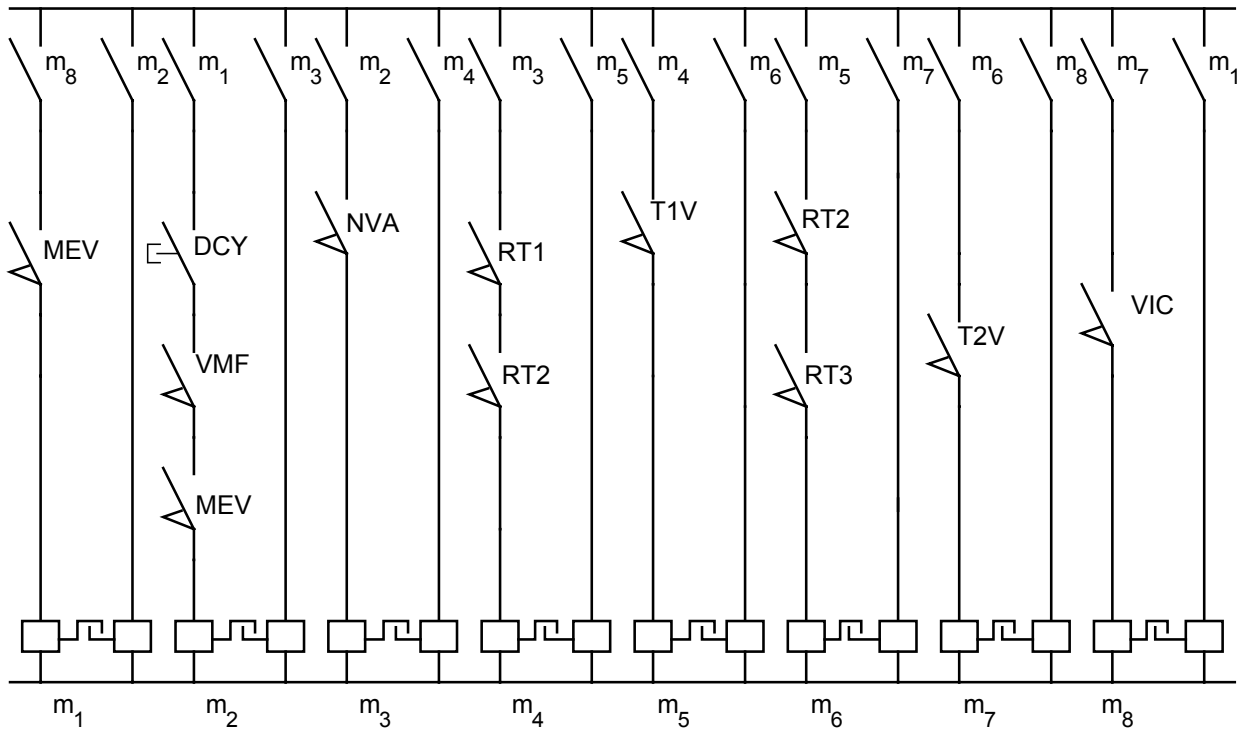 m8 m2 m1 m3 m2 m4 m3 m5 m4 m6 m5 m7 m6 m8 m7 m1
NVA T1V RT2
MEV DCY RT1
VIC
T2V
VMF RT2 RT3
MEV
m1 m2 m3 m4 m5 m6 m7 m8